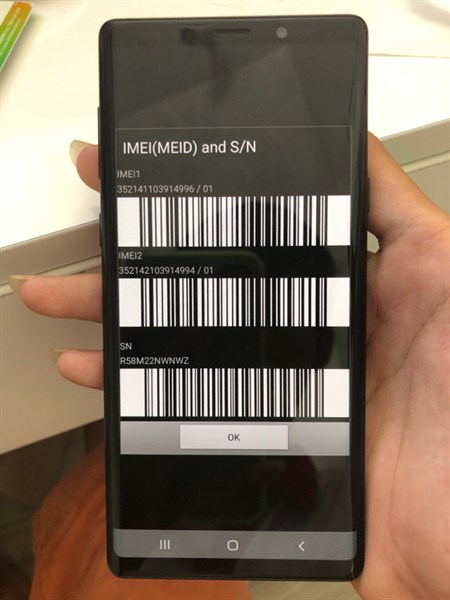 IMEI(MEID) and S/N
IMEI1
352141103914996 / 01
IMEI2
352142103914994 / 01
SN
R58M22NWNWZ
OK